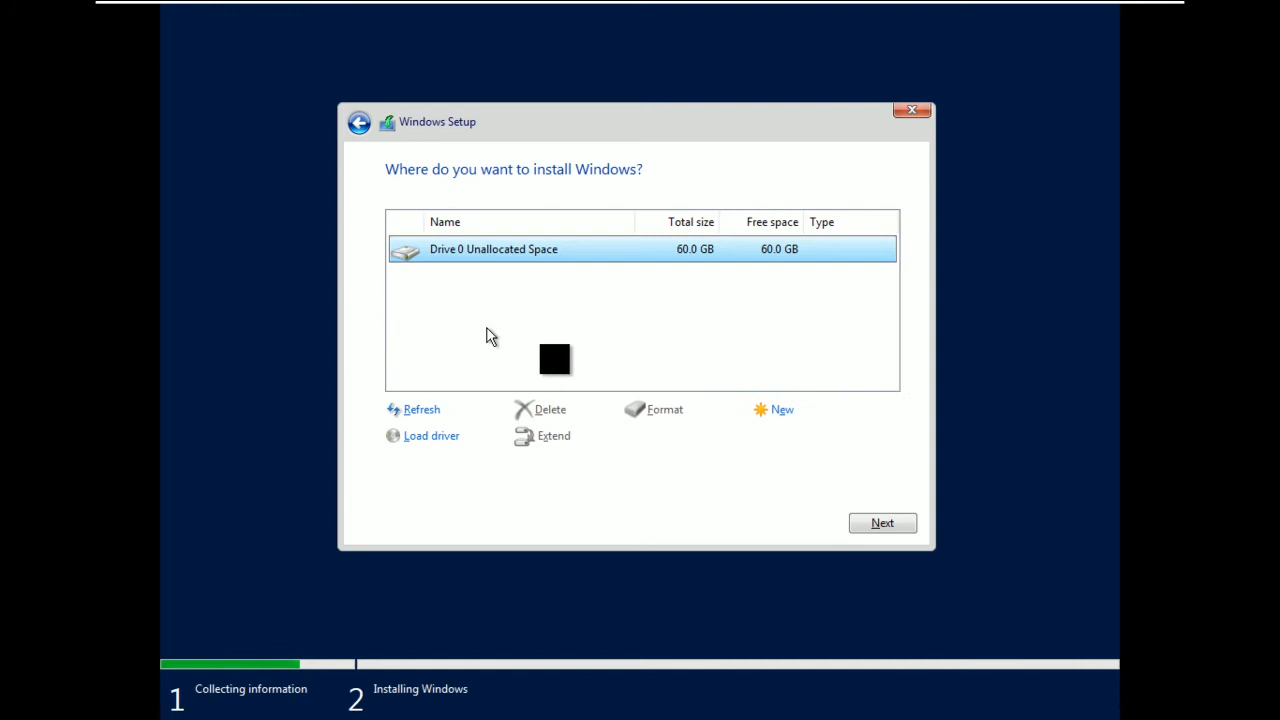 Windows Setup
Where do you want to install Windows?
Name Total size Free space Type
Drive 0 Unallocated Space 60.0 GB 60.0 GB
Refresh Delete Format New
Load driver Extend
Next
1 Collecting information 2 Installing Windows